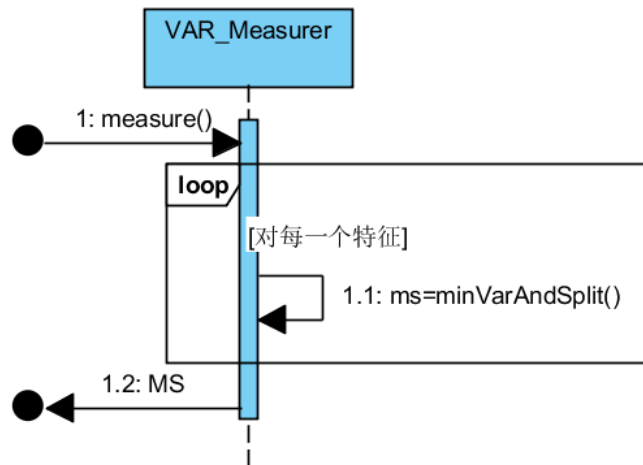 VAR_Measurer
1: measure()
loop
[对每一个特征]
1.1: ms=minVarAndSplit()
1.2: MS